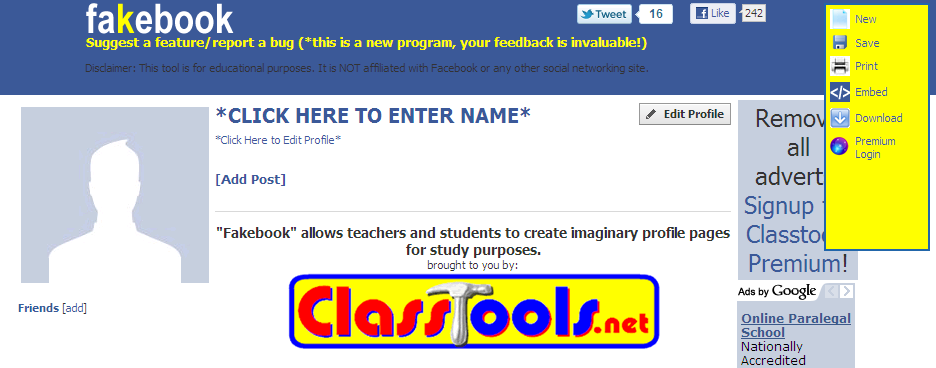 fakebook
Suggest a feature/report a bug (*this is a new program, your feedback is invaluable!)
Disclaimer: This tool is for educational purposes. It is NOT affiliated with Facebook or any other social networking site.
Tweet 16
Like 242
New
Save
Print
Embed
Download
Premium
Login
*CLICK HERE TO ENTER NAME*
Edit Profile
*Click Here to Edit Profile*
[Add Post]
"Fakebook" allows teachers and students to create imaginary profile pages
for study purposes.
brought to you by:
ClassTools.net
Friends [add]
Remov
all
advert
Signup
Classtoo
Premium!
Ads by Google
Online Paralegal
School
Nationally
Accredited